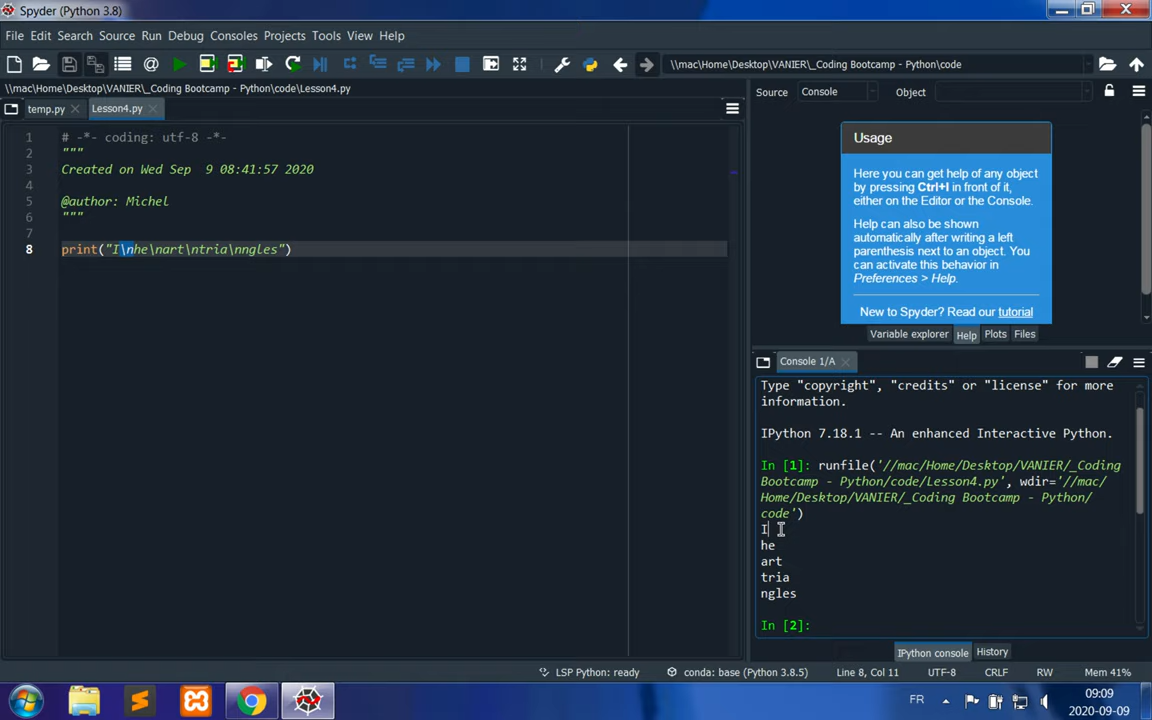 Spyder (Python 3.8)
File Edit Search Source Run Debug Consoles Projects Tools View Help
\\mac\Home\Desktop\VANIER\_Coding Bootcamp - Python\code
\\mac\Home\Desktop\VANIER\_Coding Bootcamp - Python\code\Lesson4.py
temp.py Lesson4.py
1 # -*- coding: utf-8 -*-
2 """
3 Created on Wed Sep  9 08:41:57 2020
4
5 @author: Michel
6 """
7
8 print("I\nhe\nart\ntria\nngles")
Source Console Object
Usage
Here you can get help of any object
by pressing Ctrl+I in front of it,
either on the Editor or the Console.
Help can also be shown
automatically after writing a left
parenthesis next to an object. You
can activate this behavior in
Preferences > Help.
New to Spyder? Read our tutorial
Variable explorer Help Plots Files
Console 1/A
Type "copyright", "credits" or "license" for more
information.
IPython 7.18.1 -- An enhanced Interactive Python.
In [1]: runfile('//mac/Home/Desktop/VANIER/_Coding
Bootcamp - Python/code/Lesson4.py', wdir='//mac/
Home/Desktop/VANIER/_Coding Bootcamp - Python/
code')
I
he
art
tria
ngles
In [2]:
IPython console History
LSP Python: ready conda: base (Python 3.8.5) Line 8, Col 11 UTF-8 CRLF RW Mem 41%
FR 09:09
2020-09-09